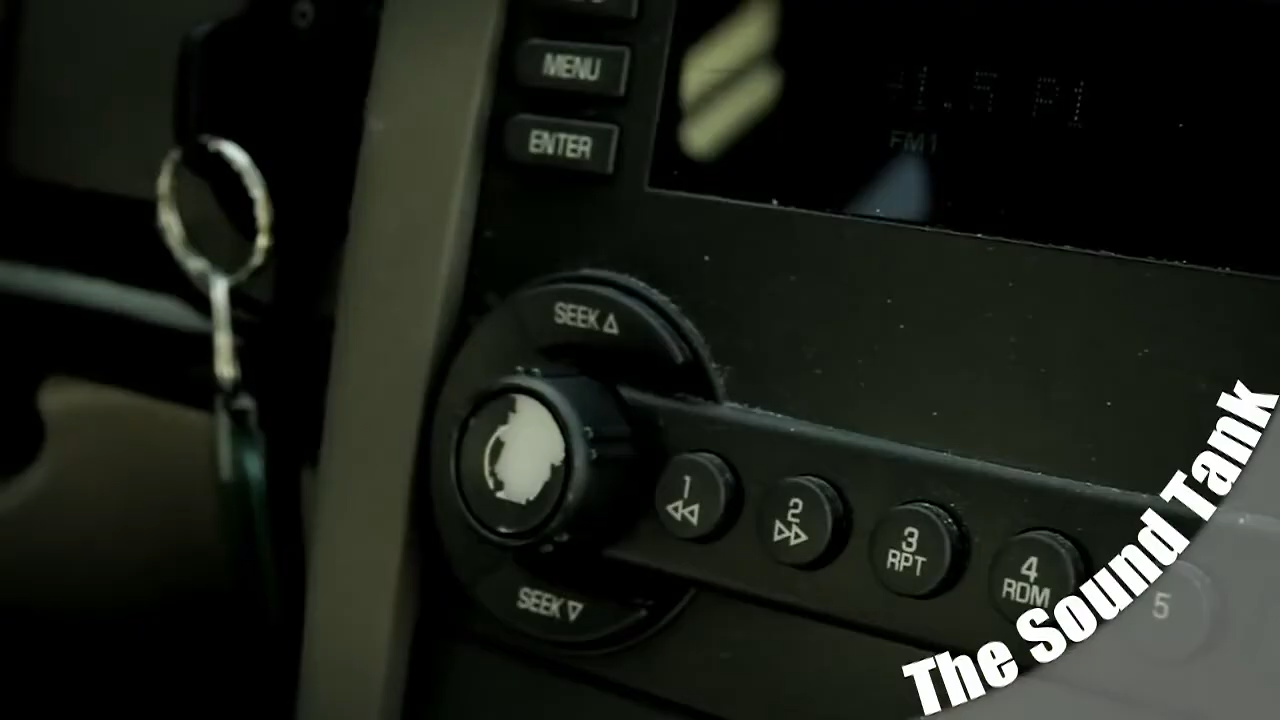 MENU
ENTER
FM1
SEEK △
1
2
3
RPT
4
RDM
5
SEEK ▽
The Sound Tank